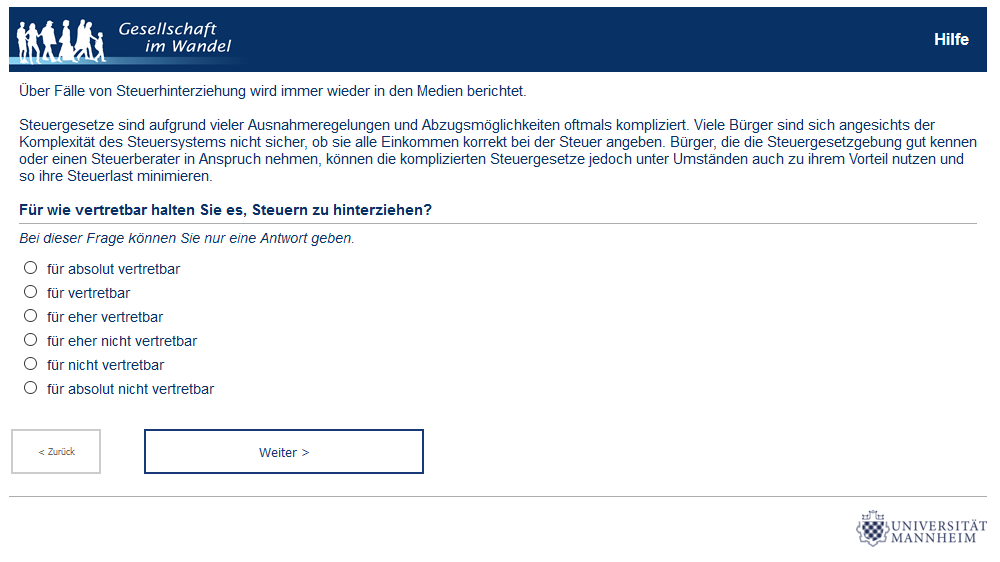 Gesellschaft
im Wandel
Hilfe
Über Fälle von Steuerhinterziehung wird immer wieder in den Medien berichtet.
Steuergesetze sind aufgrund vieler Ausnahmeregelungen und Abzugsmöglichkeiten oftmals kompliziert. Viele Bürger sind sich angesichts der
Komplexität des Steuersystems nicht sicher, ob sie alle Einkommen korrekt bei der Steuer angeben. Bürger, die die Steuergesetzgebung gut kennen
oder einen Steuerberater in Anspruch nehmen, können die komplizierten Steuergesetze jedoch unter Umständen auch zu ihrem Vorteil nutzen und
so ihre Steuerlast minimieren.
Für wie vertretbar halten Sie es, Steuern zu hinterziehen?
Bei dieser Frage können Sie nur eine Antwort geben.
für absolut vertretbar
für vertretbar
für eher vertretbar
für eher nicht vertretbar
für nicht vertretbar
für absolut nicht vertretbar
< Zurück
Weiter >
UNIVERSITÄT
MANNHEIM